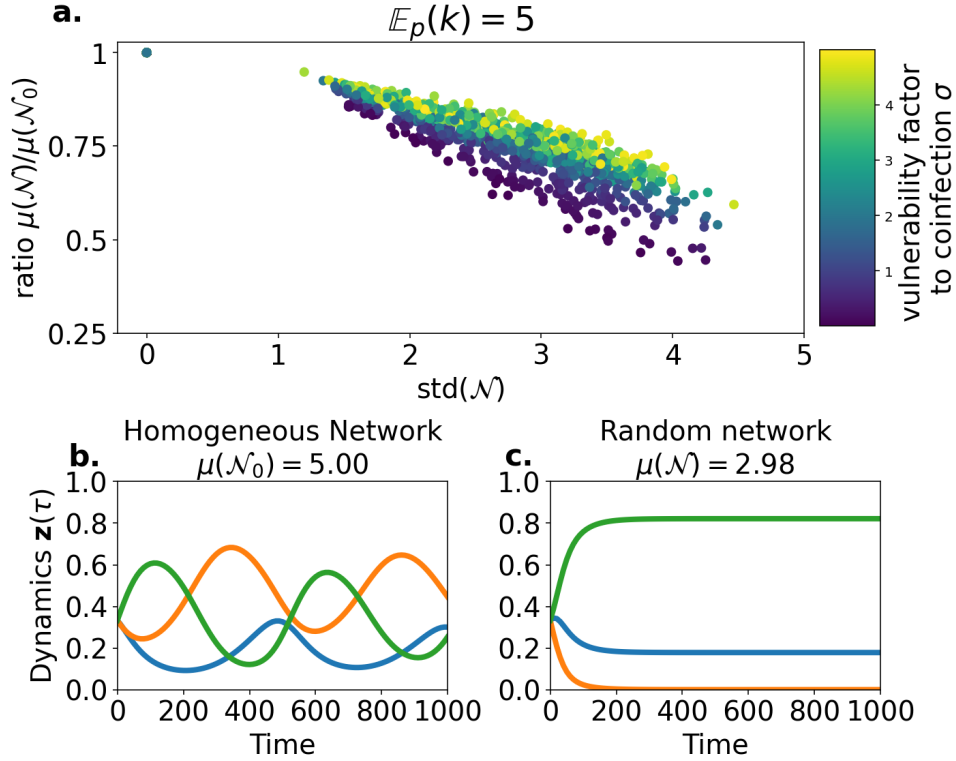 a.
𝔼ₚ(k) = 5
ratio μ(𝒩)/μ(𝒩₀)
1
0.75
0.5
0.25
0 1 2 3 4 5
std(𝒩)
4
3
2
1
vulnerability factor
to coinfection σ
b.
Homogeneous Network
μ(𝒩₀) = 5.00
Dynamics 𝐳(τ)
1.0
0.8
0.6
0.4
0.2
0.0
0 200 400 600 800 1000
Time
c.
Random network
μ(𝒩) = 2.98
1.0
0.8
0.6
0.4
0.2
0.0
0 200 400 600 800 1000
Time